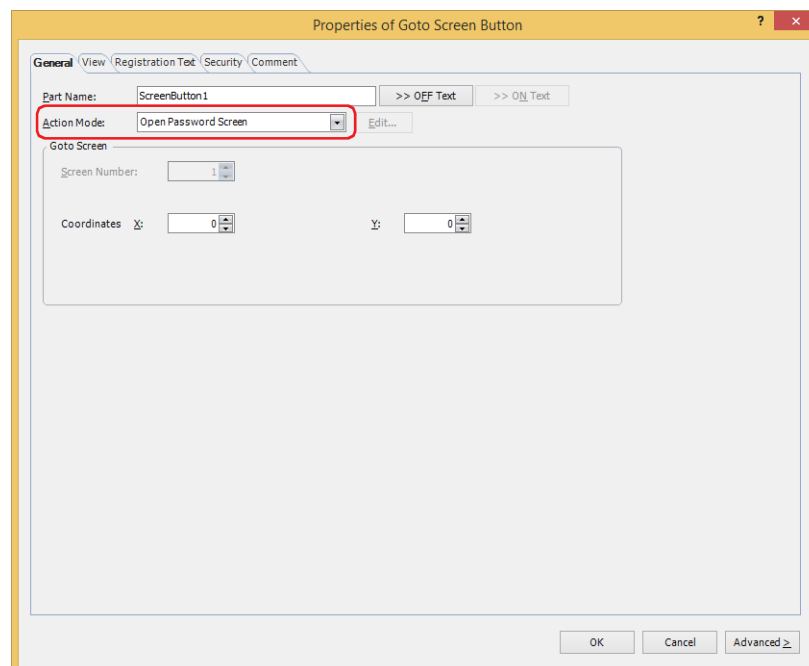 Properties of Goto Screen Button ? ×
General View Registration Text Security Comment
Part Name: ScreenButton1 >> OFF Text >> ON Text
Action Mode: Open Password Screen Edit...
Goto Screen
Screen Number: 1
Coordinates X: 0 Y: 0
OK Cancel Advanced >